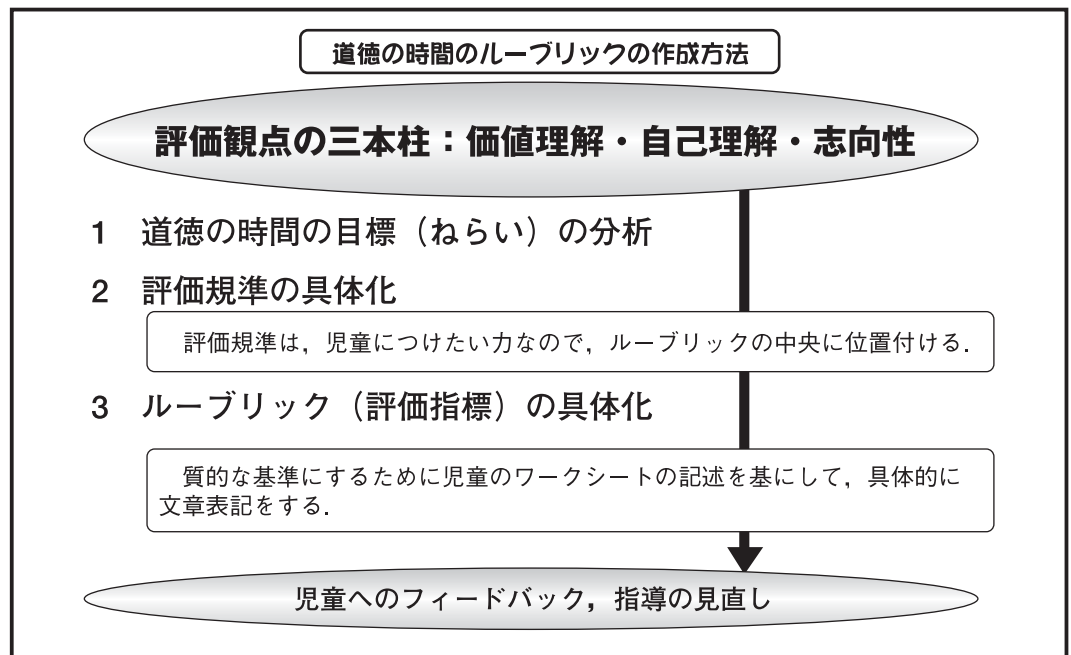 道徳の時間のルーブリックの作成方法
評価観点の三本柱：価値理解・自己理解・志向性
1　道徳の時間の目標（ねらい）の分析
2　評価規準の具体化
評価規準は，児童につけたい力なので，ルーブリックの中央に位置付ける．
3　ルーブリック（評価指標）の具体化
質的な基準にするために児童のワークシートの記述を基にして，具体的に
文章表記をする．
児童へのフィードバック，指導の見直し